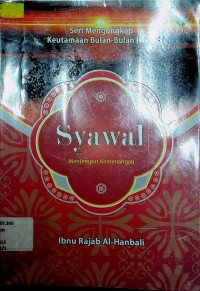 Seri Mengungkap
Keutamaan Bulan-Bulan
Syawal
Menjemput Kemenangan
Ibnu Rajab Al-Hanbali